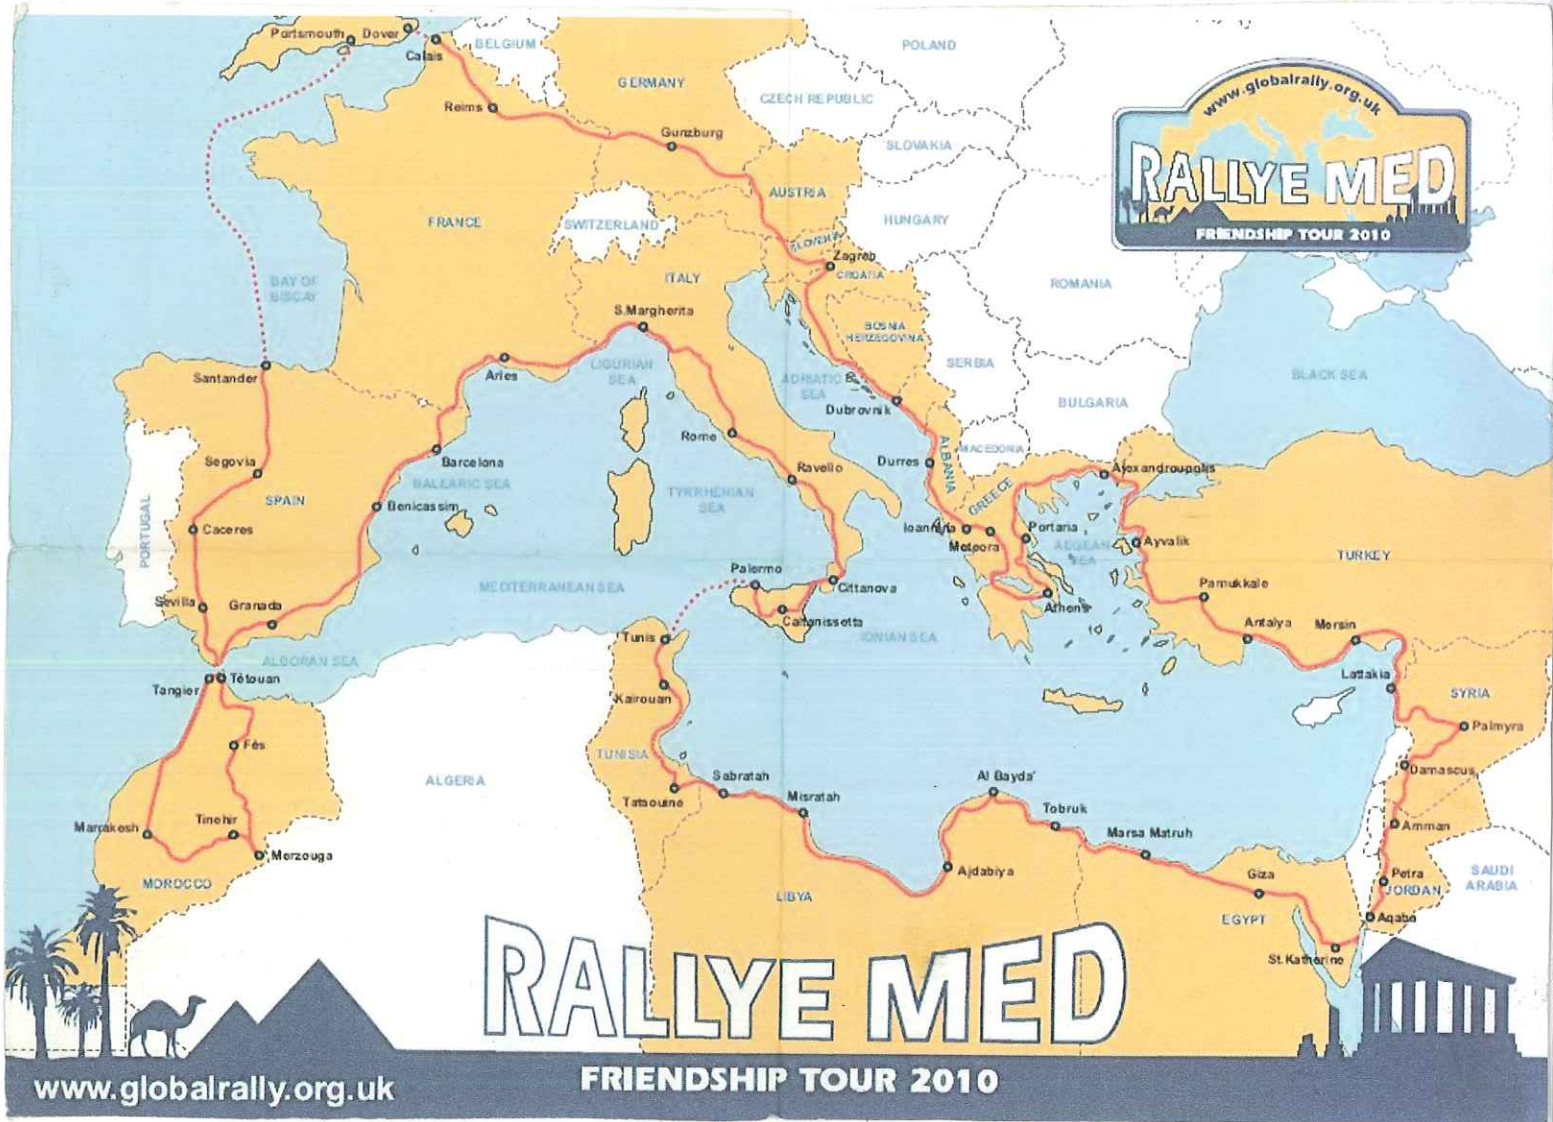 Portsmouth
Dover
Calais
BELGIUM
POLAND
GERMANY
CZECH REPUBLIC
Reims
Gunzburg
SLOVAKIA
www.globalrally.org.uk
RALLYE MED
FRIENDSHIP TOUR 2010
AUSTRIA
FRANCE
SWITZERLAND
HUNGARY
SLOVENIA
Zagreb
CROATIA
ITALY
BAY OF
BISCAY
ROMANIA
S.Margherita
BOSNIA
HERZEGOVINA
SERBIA
Santander
Arles
LIGURIAN
SEA
ADRIATIC
SEA
BLACK SEA
Dubrovnik
BULGARIA
Rome
ALBANIA
MACEDONIA
Segovia
Barcelona
BALEARIC SEA
Ravello
Durres
Alexandroupolis
SPAIN
Benicassim
TYRRHENIAN
SEA
GREECE
PORTUGAL
Caceres
Ioannina
Meteora
Portaria
AEGEAN
SEA
Ayvalik
TURKEY
Palermo
MEDITERRANEAN SEA
Cittanova
Pamukkale
Sevilla
Granada
Caltanissetta
Athens
Tunis
IONIAN SEA
Antalya
Mersin
ALBORAN SEA
Tangier
Tétouan
Lattakia
Kairouan
SYRIA
Palmyra
Fès
TUNISIA
ALGERIA
Sabratah
Al Bayda'
Damascus
Tataouine
Misratah
Tobruk
Marrakesh
Tinehir
Marsa Matruh
Amman
Merzouga
MOROCCO
Ajdabiya
Giza
Petra
JORDAN
SAUDI
ARABIA
LIBYA
EGYPT
Aqaba
St. Katherine
RALLYE MED
www.globalrally.org.uk
FRIENDSHIP TOUR 2010